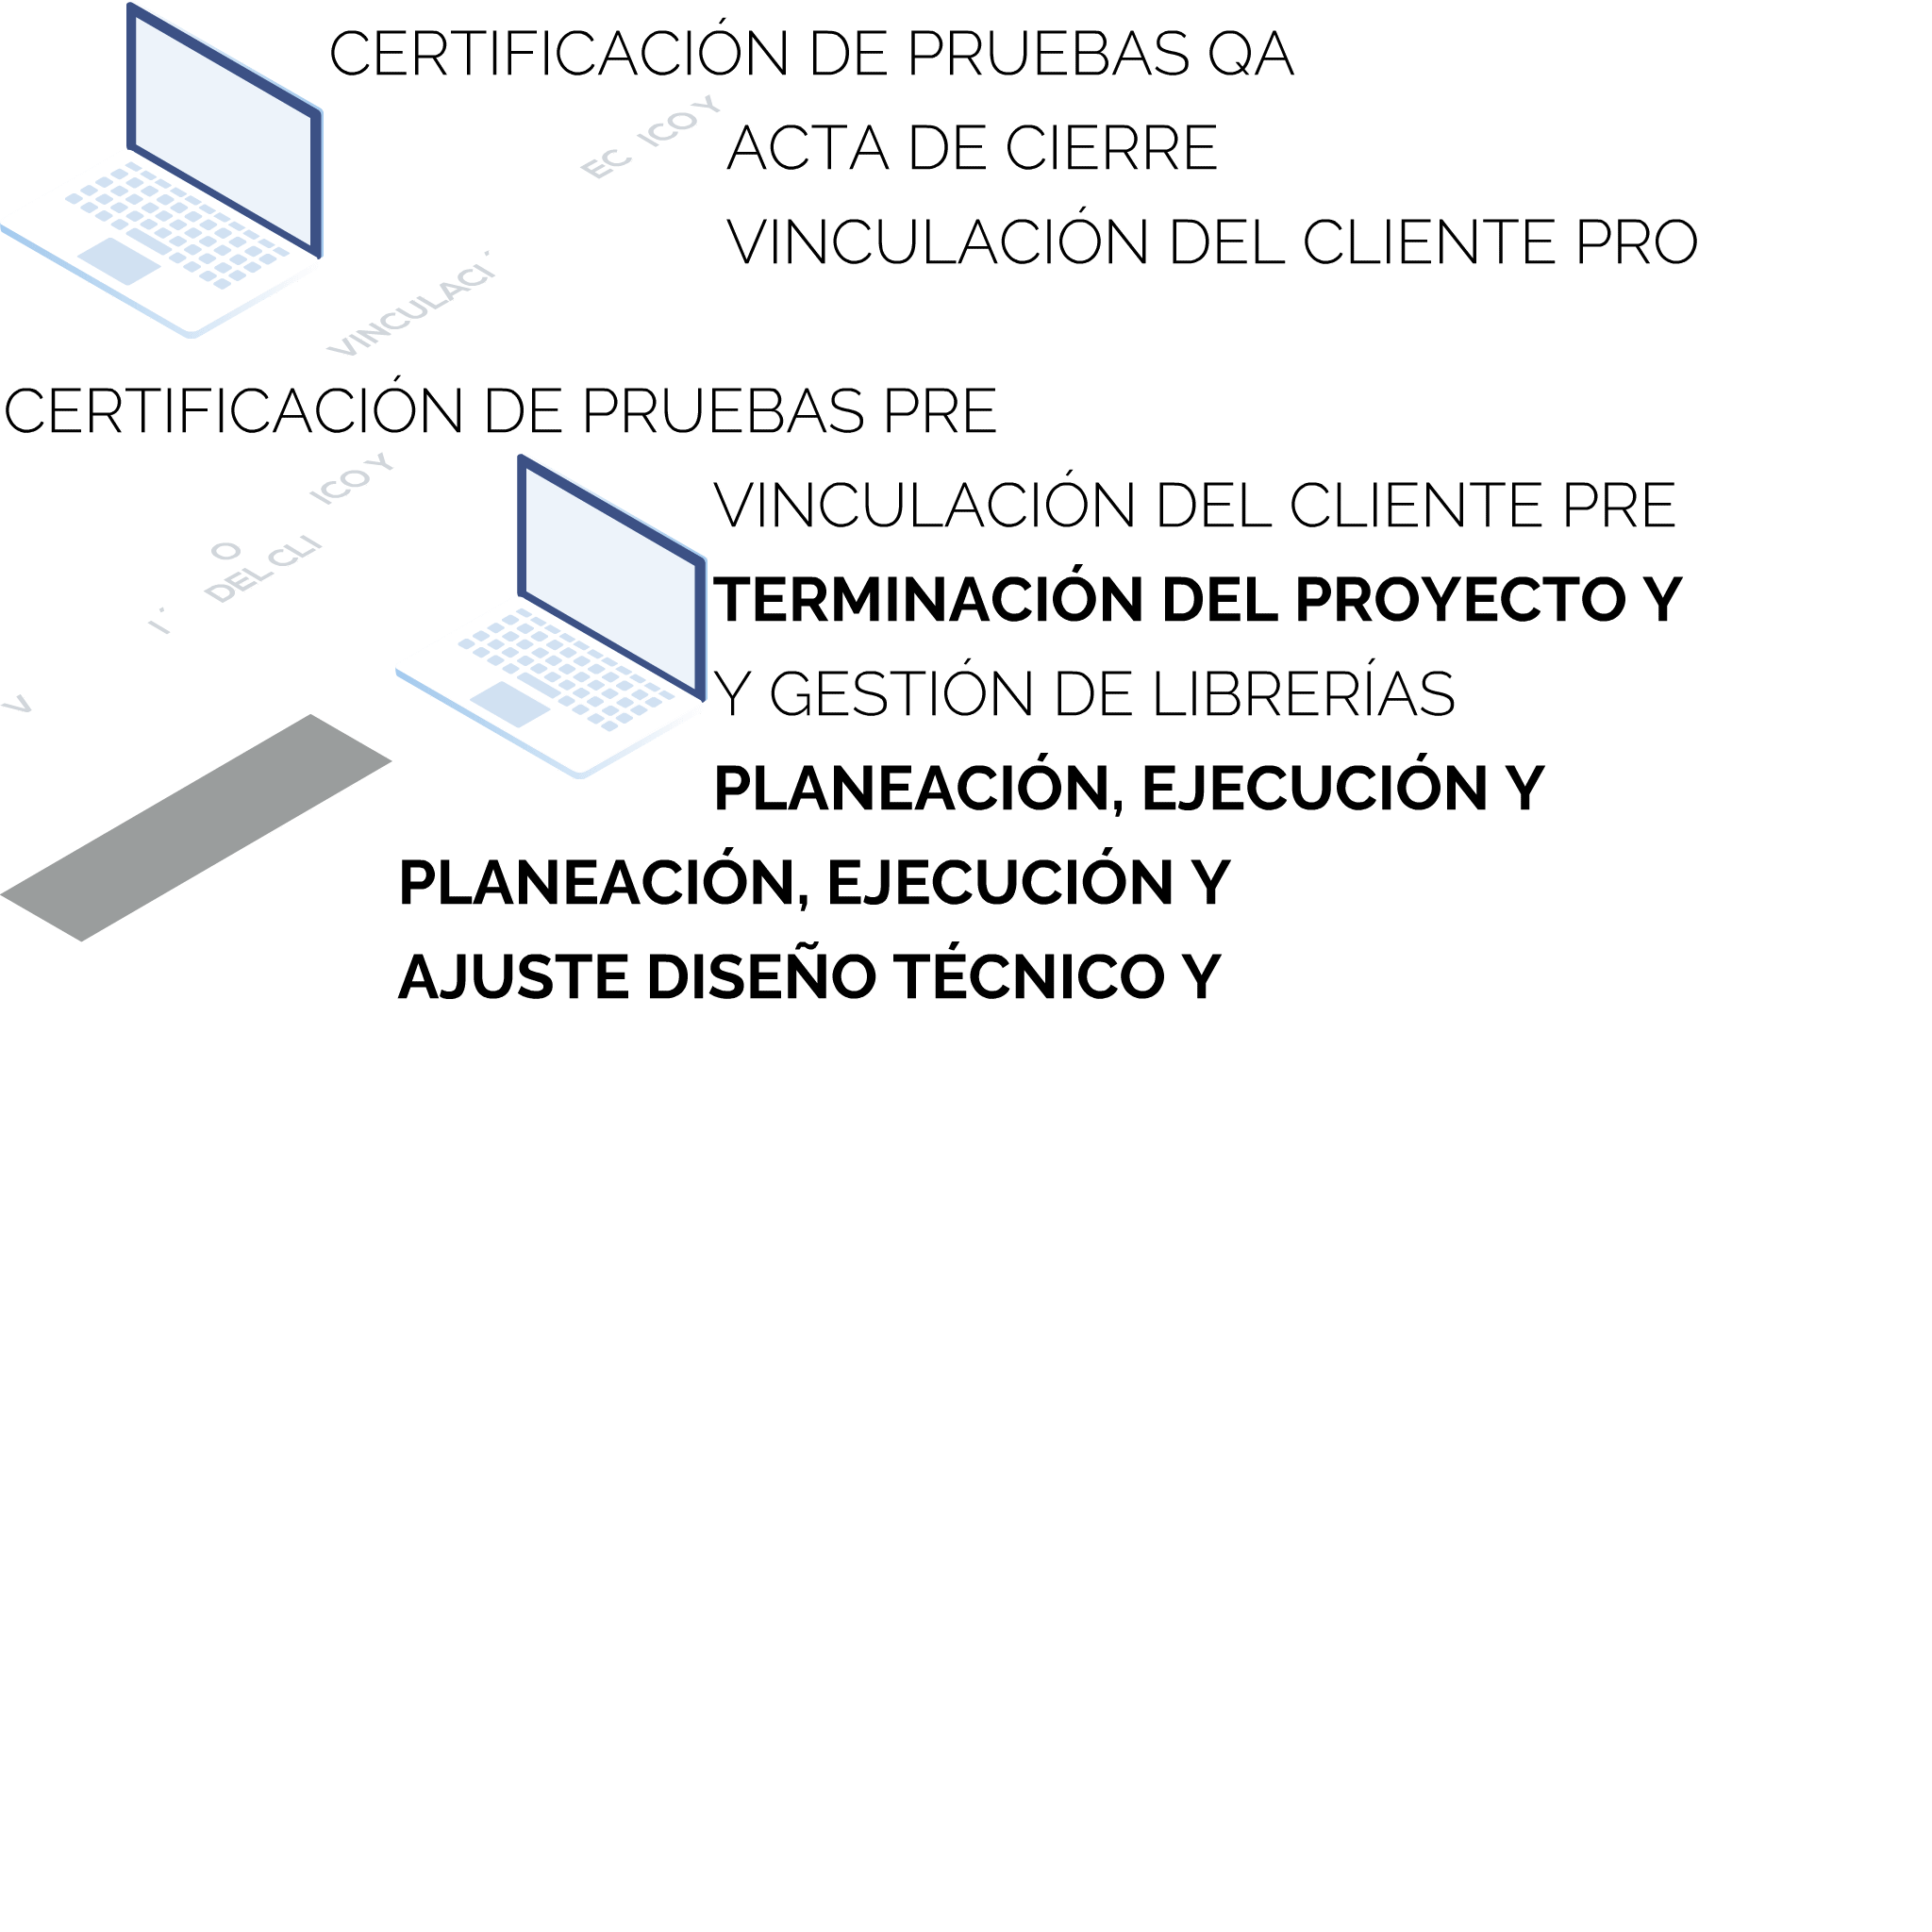 CERTIFICACIÓN DE PRUEBAS QA
EC ICO Y
ACTA DE CIERRE
VINCULACIÓN DEL CLIENTE PRO
VINCULACI
CERTIFICACIÓN DE PRUEBAS PRE
ICO Y
VINCULACIÓN DEL CLIENTE PRE
O
DEL CLI
TERMINACIÓN DEL PROYECTO Y
Y GESTIÓN DE LIBRERÍAS
V
PLANEACIÓN, EJECUCIÓN Y
PLANEACIÓN, EJECUCIÓN Y
AJUSTE DISEÑO TÉCNICO Y